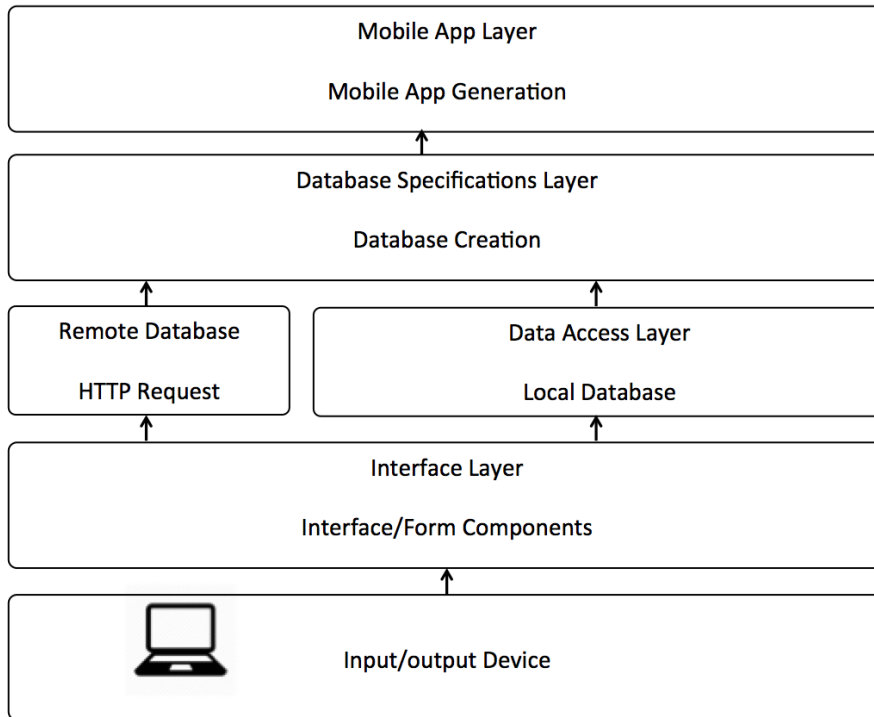 Mobile App Layer
Mobile App Generation
Database Specifications Layer
Database Creation
Remote Database
HTTP Request
Data Access Layer
Local Database
Interface Layer
Interface/Form Components
Input/output Device